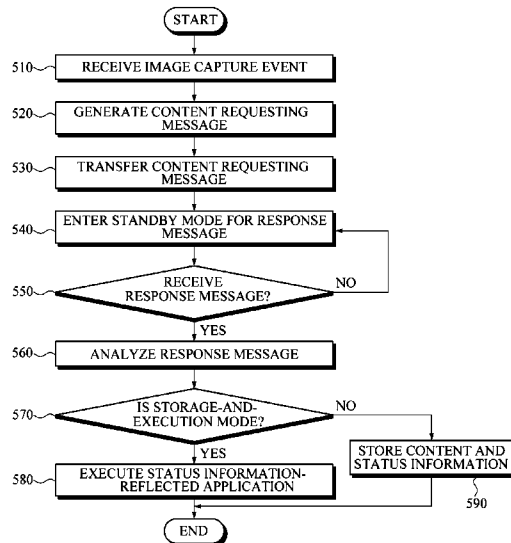 START
510
RECEIVE IMAGE CAPTURE EVENT
520
GENERATE CONTENT REQUESTING
MESSAGE
530
TRANSFER CONTENT REQUESTING
MESSAGE
540
ENTER STANDBY MODE FOR RESPONSE
MESSAGE
550
RECEIVE
RESPONSE MESSAGE?
NO
YES
560
ANALYZE RESPONSE MESSAGE
570
IS STORAGE-AND-
EXECUTION MODE?
NO
YES
580
EXECUTE STATUS INFORMATION-
REFLECTED APPLICATION
STORE CONTENT AND
STATUS INFORMATION
590
END